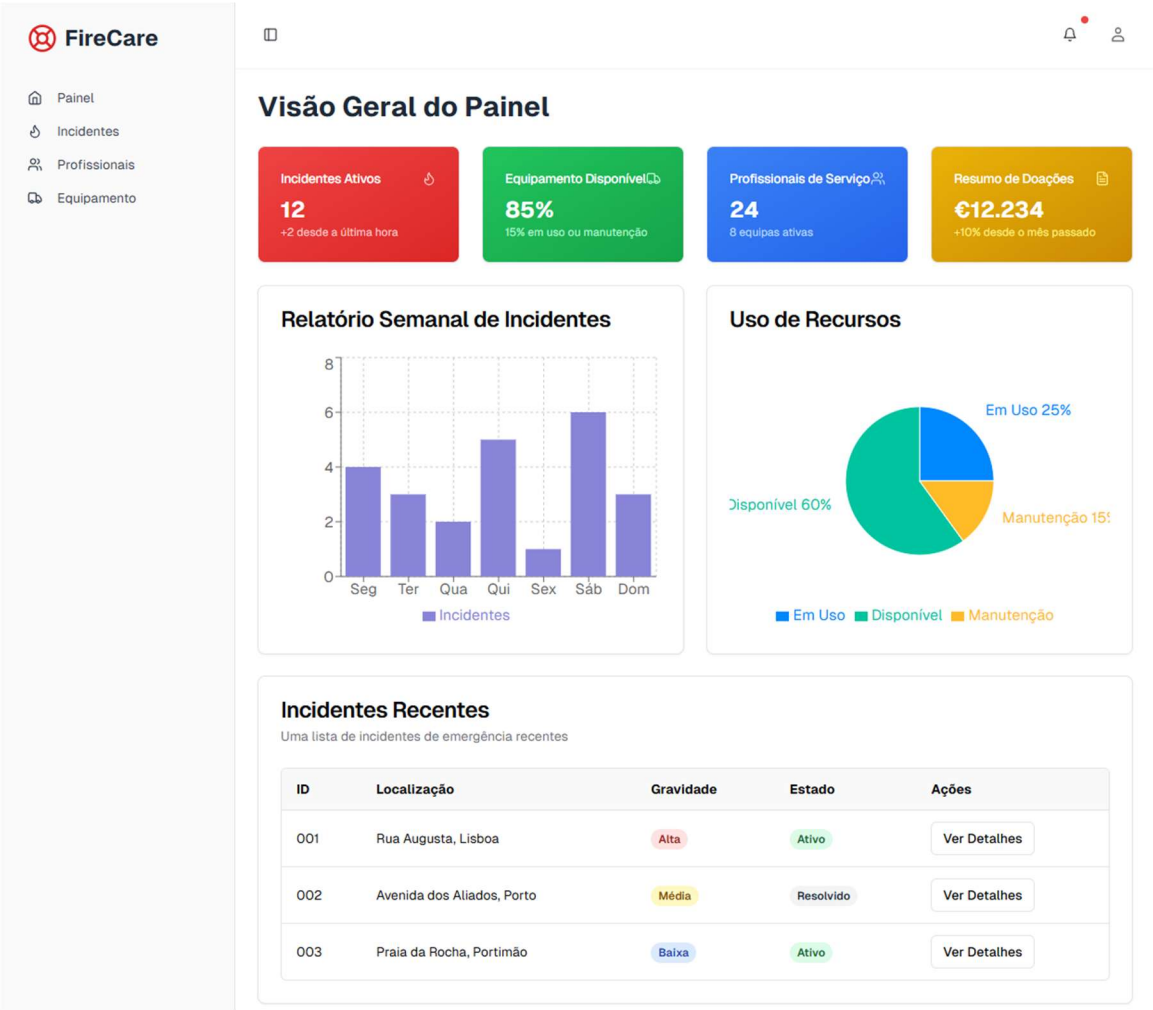 FireCare
Painel
Incidentes
Profissionais
Equipamento
Visão Geral do Painel
Incidentes Ativos
12
+2 desde a última hora
Equipamento Disponível
85%
15% em uso ou manutenção
Profissionais de Serviço
24
8 equipas ativas
Resumo de Doações
€12.234
+10% desde o mês passado
Relatório Semanal de Incidentes
8
6
4
2
0
Seg Ter Qua Qui Sex Sáb Dom
Incidentes
Uso de Recursos
Em Uso 25%
Disponível 60%
Manutenção 15%
Em Uso Disponível Manutenção
Incidentes Recentes
Uma lista de incidentes de emergência recentes
ID Localização Gravidade Estado Ações
001 Rua Augusta, Lisboa Alta Ativo Ver Detalhes
002 Avenida dos Aliados, Porto Média Resolvido Ver Detalhes
003 Praia da Rocha, Portimão Baixa Ativo Ver Detalhes